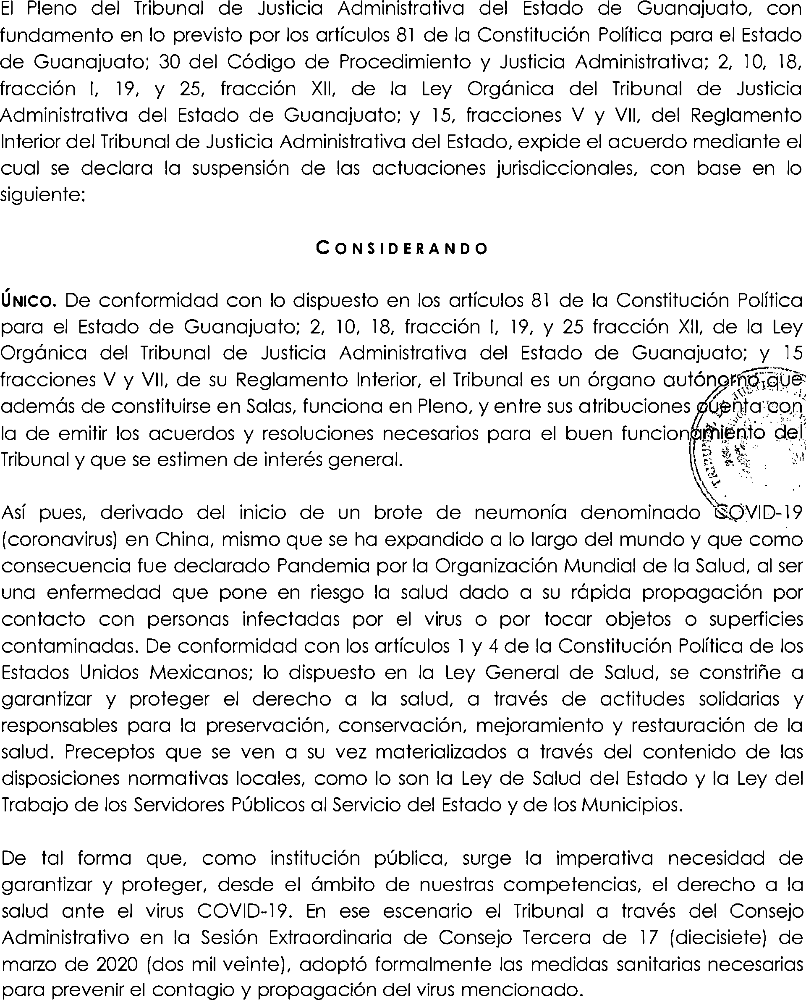 El Pleno del Tribunal de Justicia Administrativa del Estado de Guanajuato, con
fundamento en lo previsto por los artículos 81 de la Constitución Política para el Estado
de Guanajuato; 30 del Código de Procedimiento y Justicia Administrativa; 2, 10, 18,
fracción I, 19, y 25, fracción XII, de la Ley Orgánica del Tribunal de Justicia
Administrativa del Estado de Guanajuato; y 15, fracciones V y VII, del Reglamento
Interior del Tribunal de Justicia Administrativa del Estado, expide el acuerdo mediante el
cual se declara la suspensión de las actuaciones jurisdiccionales, con base en lo
siguiente:
CONSIDERANDO
ÚNICO. De conformidad con lo dispuesto en los artículos 81 de la Constitución Política
para el Estado de Guanajuato; 2, 10, 18, fracción I, 19, y 25 fracción XII, de la Ley
Orgánica del Tribunal de Justicia Administrativa del Estado de Guanajuato; y 15
fracciones V y VII, de su Reglamento Interior, el Tribunal es un órgano autónomo que
además de constituirse en Salas, funciona en Pleno, y entre sus atribuciones cuenta con
la de emitir los acuerdos y resoluciones necesarios para el buen funcionamiento del
Tribunal y que se estimen de interés general.
Así pues, derivado del inicio de un brote de neumonía denominado COVID-19
(coronavirus) en China, mismo que se ha expandido a lo largo del mundo y que como
consecuencia fue declarado Pandemia por la Organización Mundial de la Salud, al ser
una enfermedad que pone en riesgo la salud dado a su rápida propagación por
contacto con personas infectadas por el virus o por tocar objetos o superficies
contaminadas. De conformidad con los artículos 1 y 4 de la Constitución Política de los
Estados Unidos Mexicanos; lo dispuesto en la Ley General de Salud, se constriñe a
garantizar y proteger el derecho a la salud, a través de actitudes solidarias y
responsables para la preservación, conservación, mejoramiento y restauración de la
salud. Preceptos que se ven a su vez materializados a través del contenido de las
disposiciones normativas locales, como lo son la Ley de Salud del Estado y la Ley del
Trabajo de los Servidores Públicos al Servicio del Estado y de los Municipios.
De tal forma que, como institución pública, surge la imperativa necesidad de
garantizar y proteger, desde el ámbito de nuestras competencias, el derecho a la
salud ante el virus COVID-19. En ese escenario el Tribunal a través del Consejo
Administrativo en la Sesión Extraordinaria de Consejo Tercera de 17 (diecisiete) de
marzo de 2020 (dos mil veinte), adoptó formalmente las medidas sanitarias necesarias
para prevenir el contagio y propagación del virus mencionado.